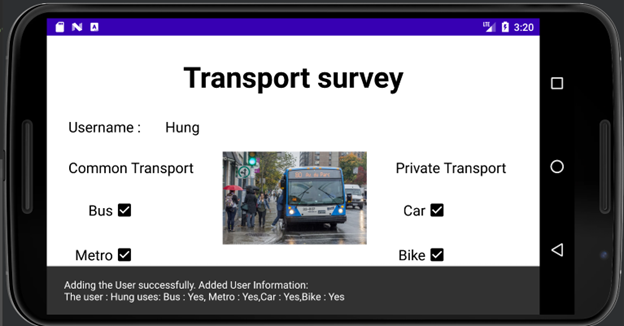 LTE 3:20
Transport survey
Username : Hung
Common Transport Private Transport
Bus Car
Metro Bike
Adding the User successfully. Added User Information:
The user : Hung uses: Bus : Yes, Metro : Yes,Car : Yes,Bike : Yes